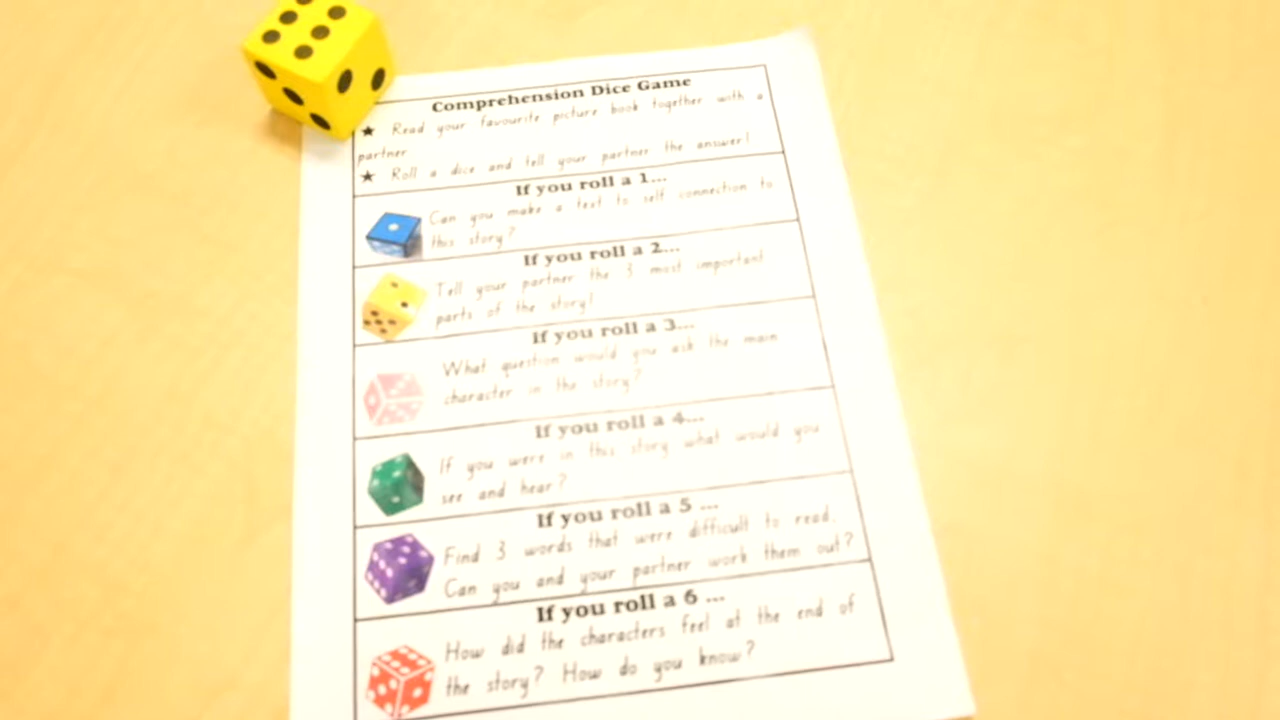 Comprehension Dice Game
★ Read your favourite picture book together with a
partner
★ Roll a dice and tell your partner the answer!
If you roll a 1...
Can you make a text to self connection to
this story?
If you roll a 2...
Tell your partner the 3 most important
parts of the story!
If you roll a 3...
What question would you ask the main
character in the story?
If you roll a 4...
If you were in this story what would you
see and hear?
If you roll a 5 ...
Find 3 words that were difficult to read.
Can you and your partner work them out?
If you roll a 6 ...
How did the characters feel at the end of
the story? How do you know?